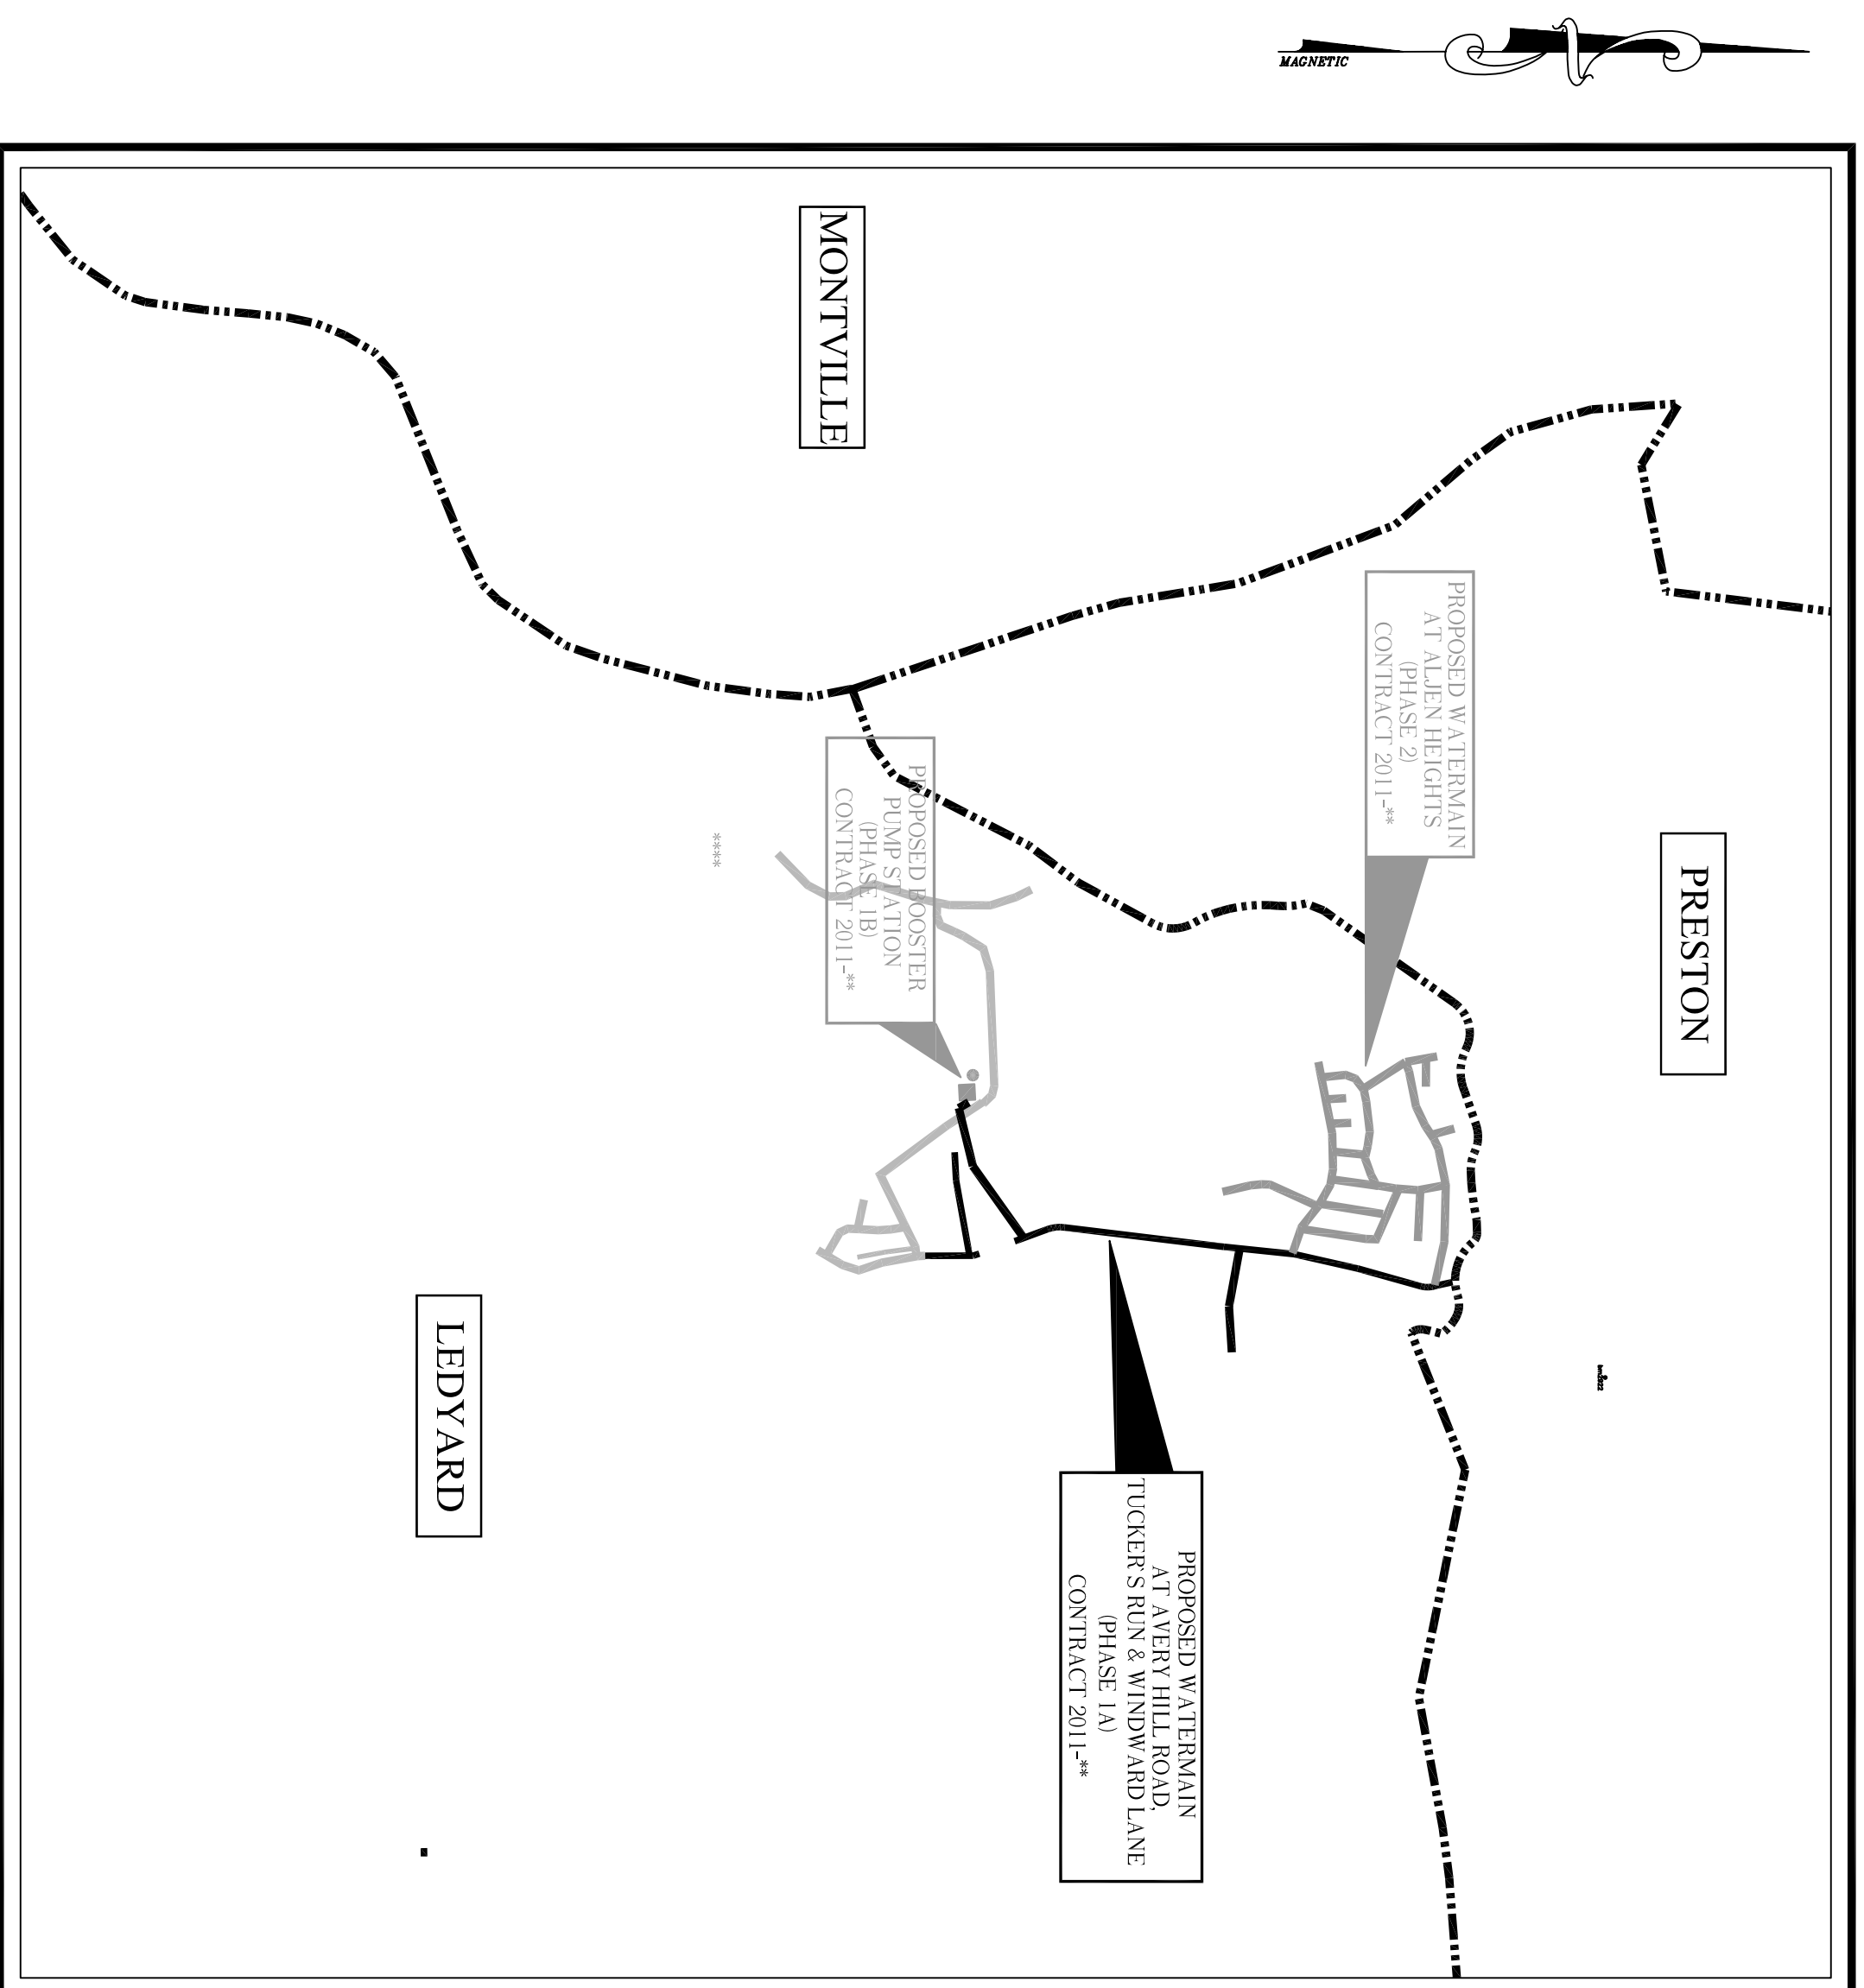 MAGNETIC
MONTVILLE
PRESTON
PROPOSED WATERMAIN
AT ALJEN HEIGHTS
(PHASE 2)
CONTRACT 2011-**
PROPOSED BOOSTER
PUMP STATION
(PHASE 1B)
CONTRACT 2011-**
****
LEDYARD
PROPOSED WATERMAIN
AT AVERY HILL ROAD,
TUCKER'S RUN & WINDWARD LANE
(PHASE 1A)
CONTRACT 2011-**